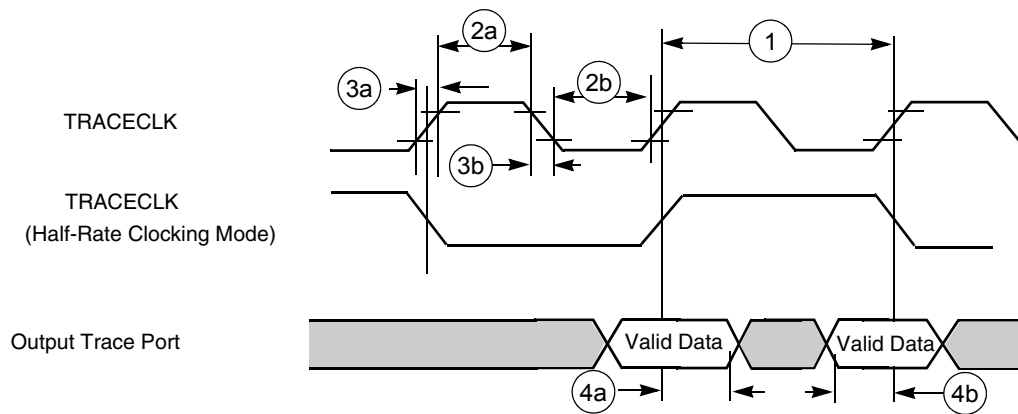 2a
1
3a
2b
TRACECLK
3b
TRACECLK
(Half-Rate Clocking Mode)
Output Trace Port
Valid Data
Valid Data
4a
4b